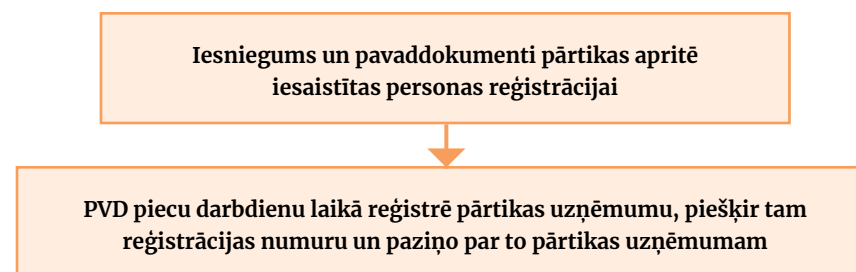 Iesniegums un pavaddokumenti pārtikas apritē
iesaistītas personas reģistrācijai
PVD piecu darbdienu laikā reģistrē pārtikas uzņēmumu, piešķir tam
reģistrācijas numuru un paziņo par to pārtikas uzņēmumam